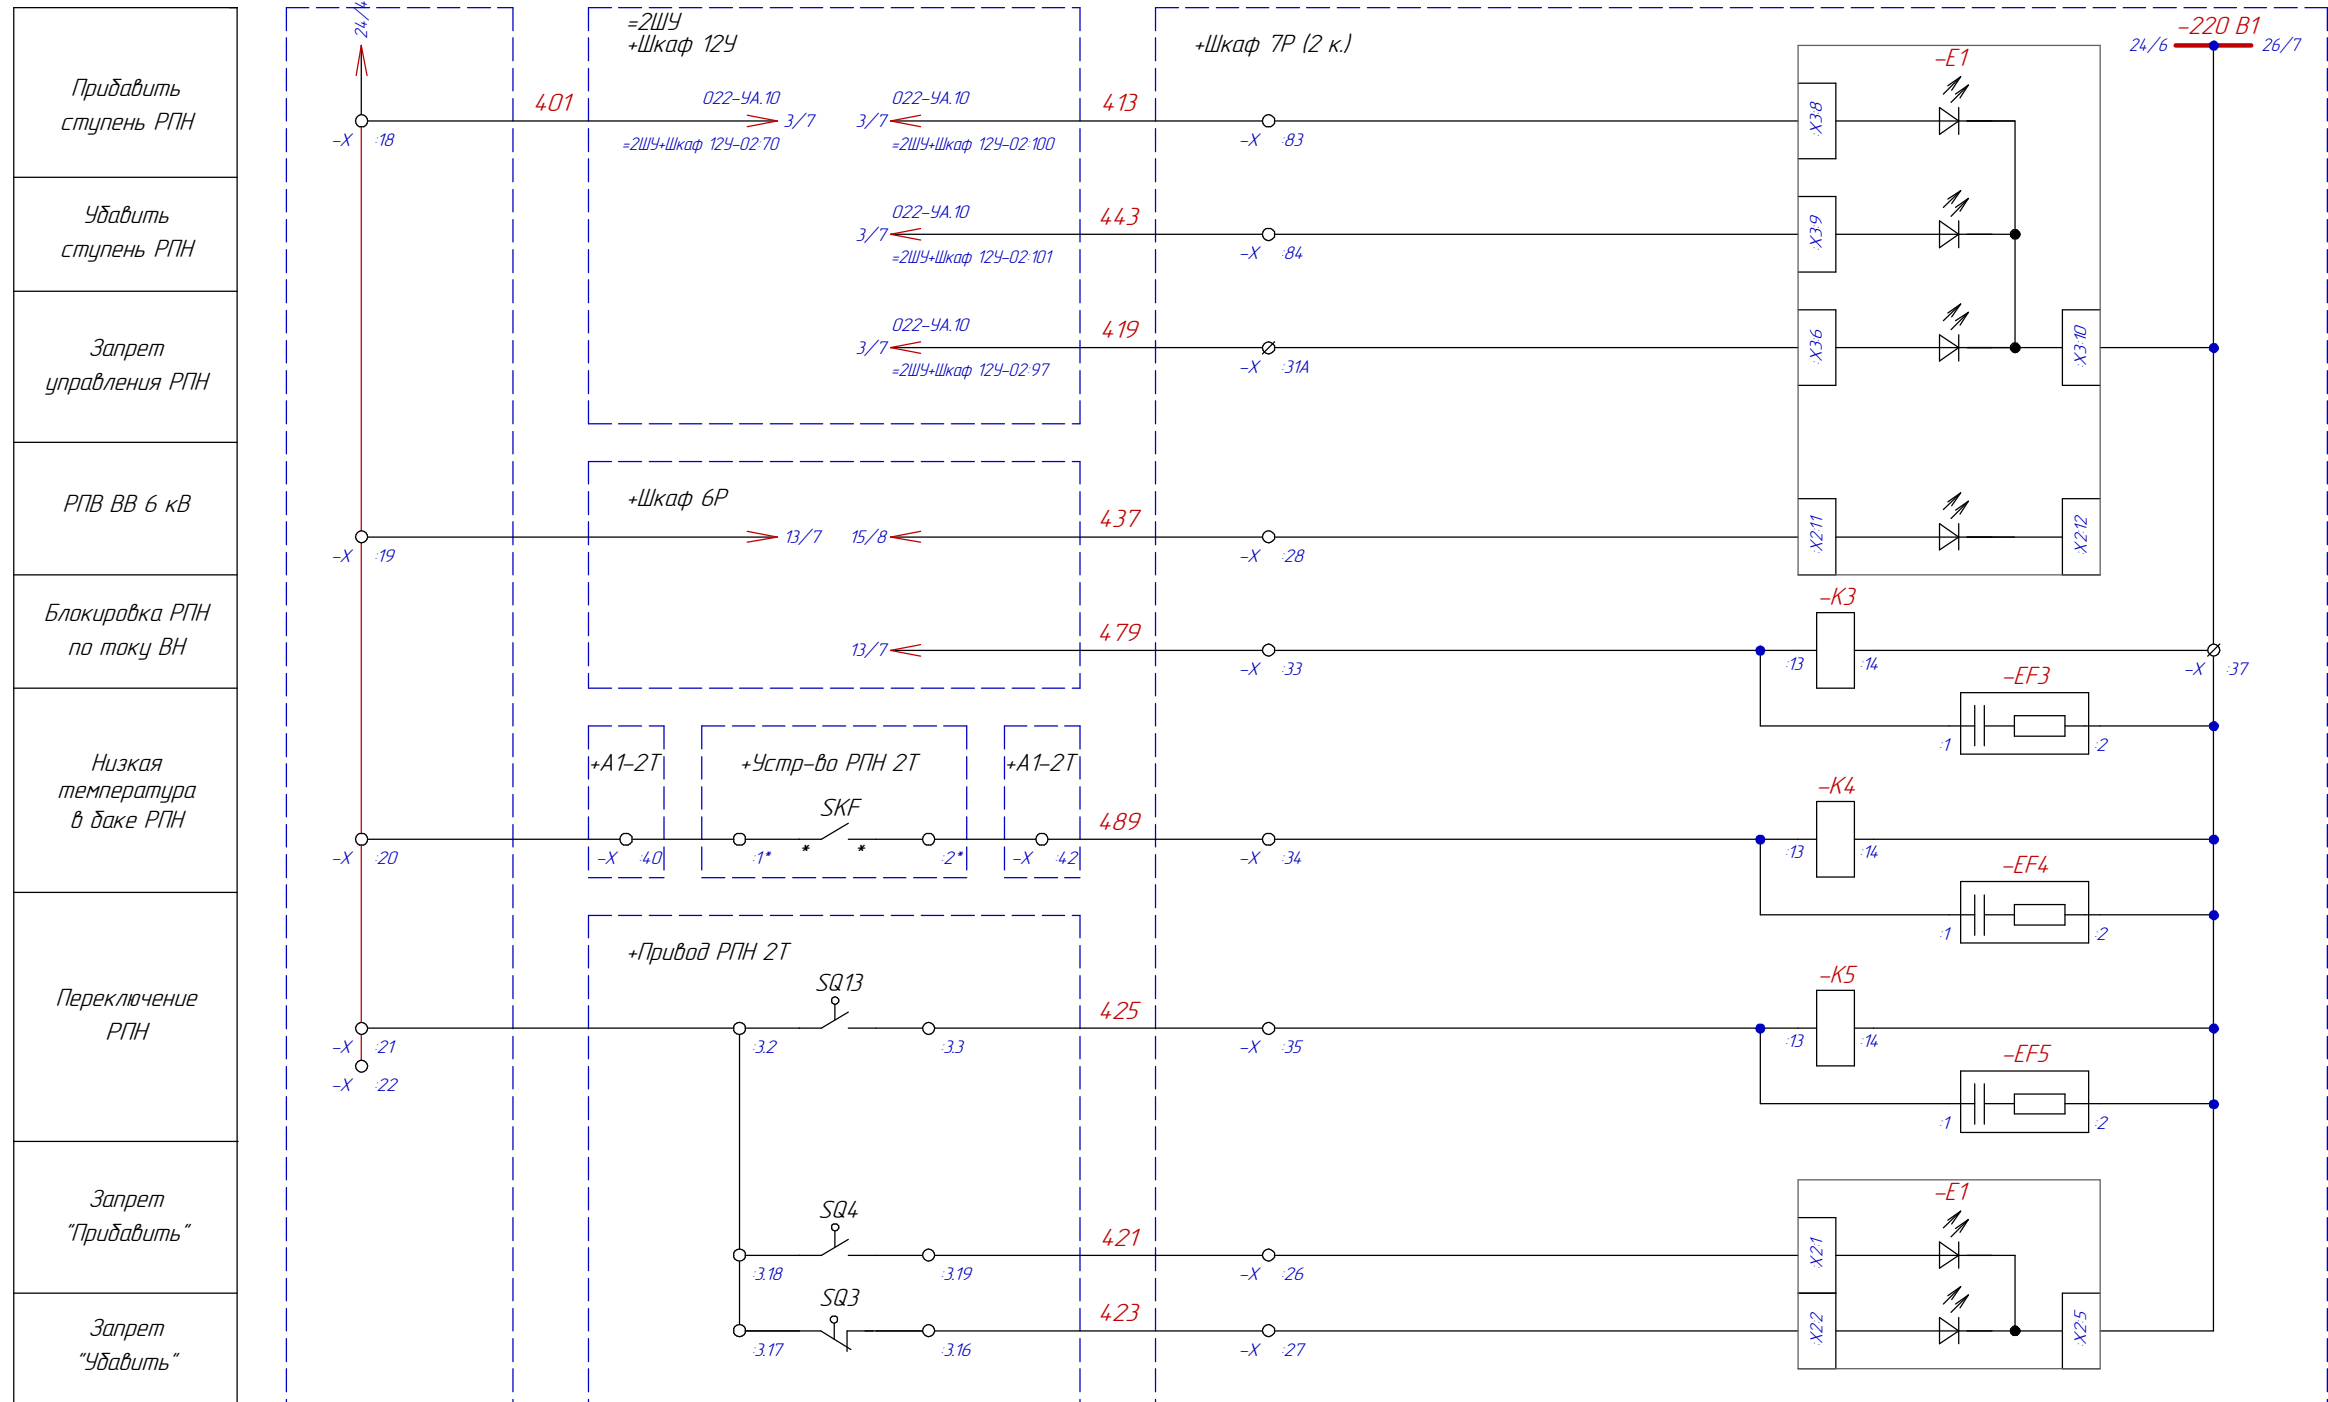 24/4
=2ШУ
+Шкаф 12У
+Шкаф 7Р (2 к.)
-220 В1
24/6
26/7
Прибавить
ступень РПН
-X :18
401
022-УА.10
3/7
=2ШУ+Шкаф 12У-02:70
022-УА.10
3/7
=2ШУ+Шкаф 12У-02:100
413
-X :83
-E1
:X3:8
Убавить
ступень РПН
022-УА.10
3/7
=2ШУ+Шкаф 12У-02:101
443
-X :84
:X3:9
Запрет
управления РПН
022-УА.10
3/7
=2ШУ+Шкаф 12У-02:97
419
-X :31А
:X3:6
:X3:10
РПВ ВВ 6 кВ
-X :19
+Шкаф 6Р
13/7
15/8
437
-X :28
:X2:11
:X2:12
Блокировка РПН
по току ВН
13/7
479
-X :33
-K3
:13
:14
-X :37
-EF3
:1
:2
Низкая
температура
в баке РПН
-X :20
+А1-2Т
-X :40
+Устр-во РПН 2Т
SKF
:1*
*
*
:2*
+А1-2Т
-X :42
489
-X :34
-K4
:13
:14
-EF4
:1
:2
Переключение
РПН
-X :21
-X :22
+Привод РПН 2Т
SQ13
:3.2
:3.3
425
-X :35
-K5
:13
:14
-EF5
:1
:2
Запрет
"Прибавить"
SQ4
:3.18
:3.19
421
-X :26
-E1
:X2:1
Запрет
"Убавить"
SQ3
:3.17
:3.16
423
-X :27
:X2:2
:X2:5